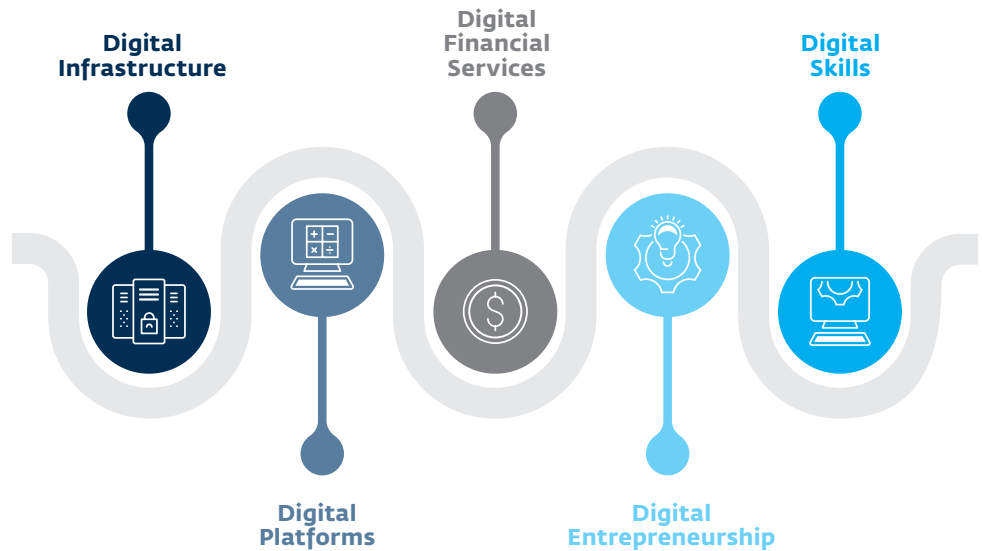 Digital
Infrastructure
Digital
Platforms
Digital
Financial
Services
Digital
Entrepreneurship
Digital
Skills